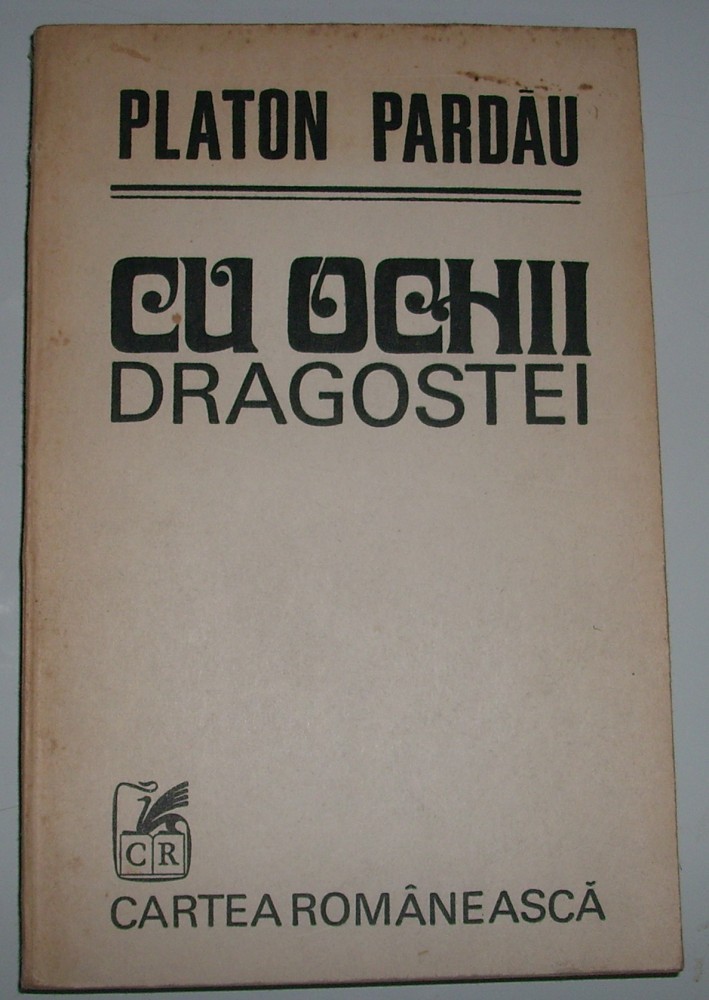 PLATON PARDĂU
CU OCHII
DRAGOSTEI
CR
CARTEA ROMÂNEASCĂ